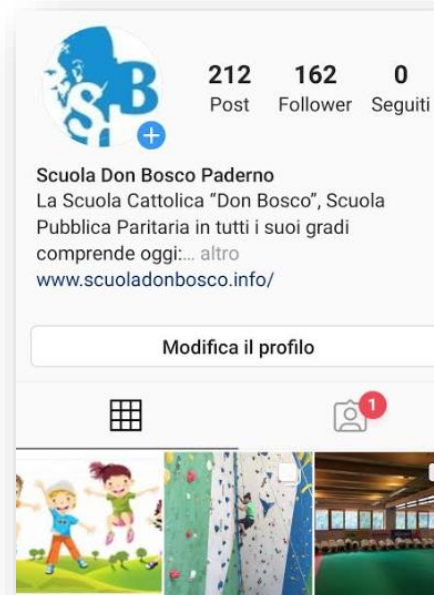 SB
212 162 0
Post Follower Seguiti
Scuola Don Bosco Paderno
La Scuola Cattolica “Don Bosco”, Scuola
Pubblica Paritaria in tutti i suoi gradi
comprende oggi:... altro
www.scuoladonbosco.info/
Modifica il profilo
1